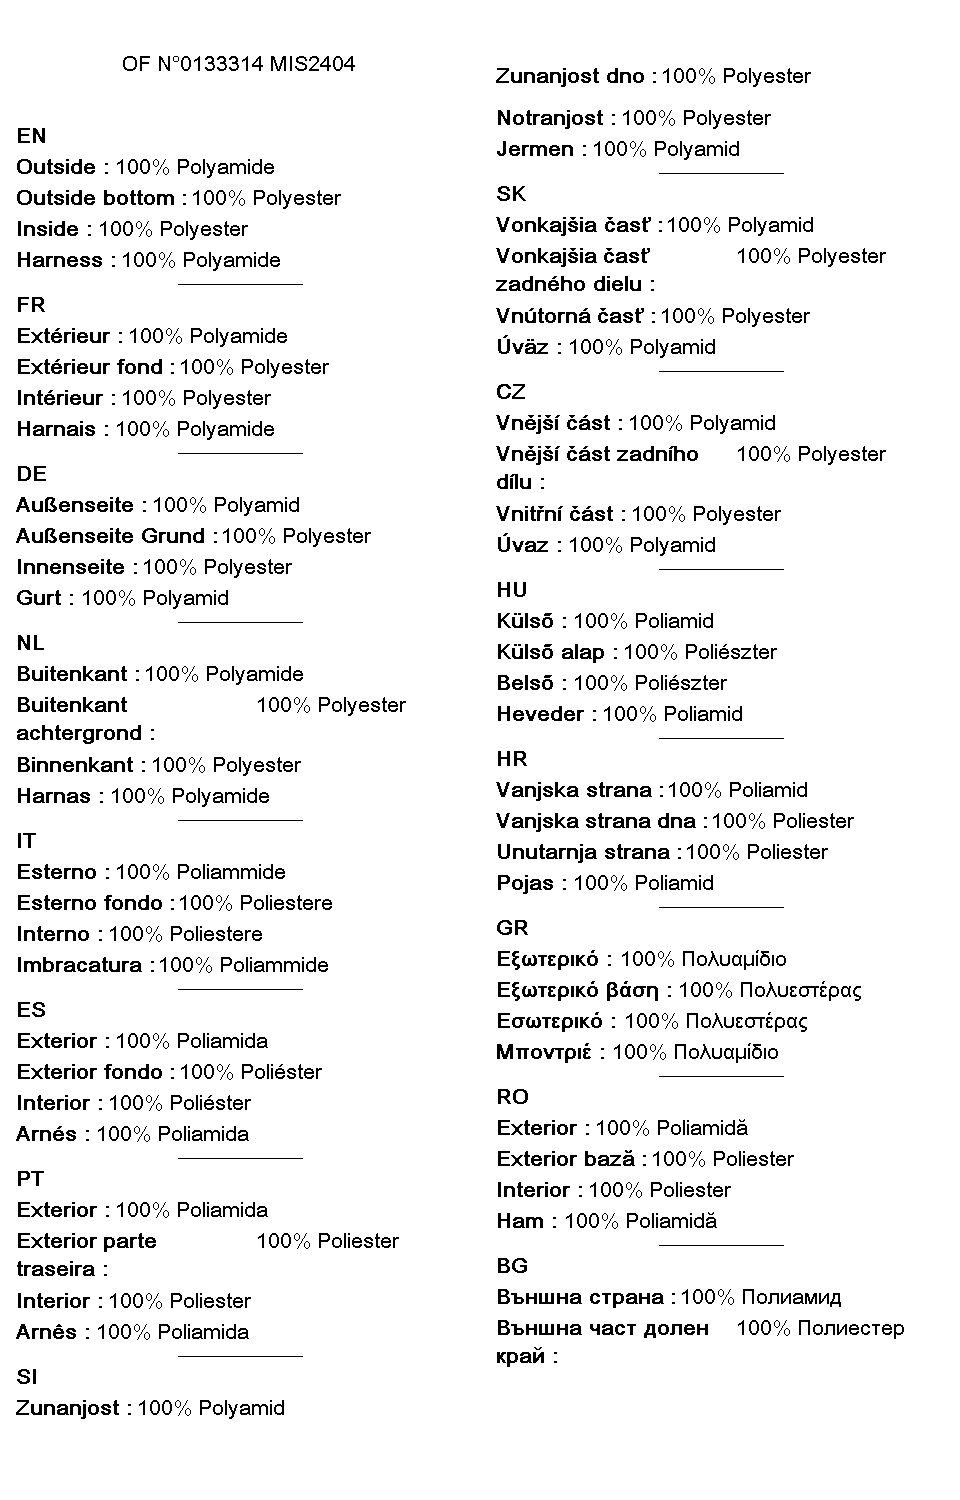 OF N°0133314 MIS2404
EN
Outside : 100% Polyamide
Outside bottom : 100% Polyester
Inside : 100% Polyester
Harness : 100% Polyamide
FR
Extérieur : 100% Polyamide
Extérieur fond : 100% Polyester
Intérieur : 100% Polyester
Harnais : 100% Polyamide
DE
Außenseite : 100% Polyamid
Außenseite Grund : 100% Polyester
Innenseite : 100% Polyester
Gurt : 100% Polyamid
NL
Buitenkant : 100% Polyamide
Buitenkant 100% Polyester
achtergrond :
Binnenkant : 100% Polyester
Harnas : 100% Polyamide
IT
Esterno : 100% Poliammide
Esterno fondo : 100% Poliestere
Interno : 100% Poliestere
Imbracatura : 100% Poliammide
ES
Exterior : 100% Poliamida
Exterior fondo : 100% Poliéster
Interior : 100% Poliéster
Arnés : 100% Poliamida
PT
Exterior : 100% Poliamida
Exterior parte 100% Poliester
traseira :
Interior : 100% Poliester
Arnês : 100% Poliamida
SI
Zunanjost : 100% Polyamid
Zunanjost dno : 100% Polyester
Notranjost : 100% Polyester
Jermen : 100% Polyamid
SK
Vonkajšia časť : 100% Polyamid
Vonkajšia časť 100% Polyester
zadného dielu :
Vnútorná časť : 100% Polyester
Úväz : 100% Polyamid
CZ
Vnější část : 100% Polyamid
Vnější část zadního 100% Polyester
dílu :
Vnitřní část : 100% Polyester
Úvaz : 100% Polyamid
HU
Külső : 100% Poliamid
Külső alap : 100% Poliészter
Belső : 100% Poliészter
Heveder : 100% Poliamid
HR
Vanjska strana : 100% Poliamid
Vanjska strana dna : 100% Poliester
Unutarnja strana : 100% Poliester
Pojas : 100% Poliamid
GR
Εξωτερικό : 100% Πολυαμίδιο
Εξωτερικό βάση : 100% Πολυεστέρας
Εσωτερικό : 100% Πολυεστέρας
Μποντριέ : 100% Πολυαμίδιο
RO
Exterior : 100% Poliamidă
Exterior bază : 100% Poliester
Interior : 100% Poliester
Ham : 100% Poliamidă
BG
Външна страна : 100% Полиамид
Външна част долен 100% Полиестер
край :